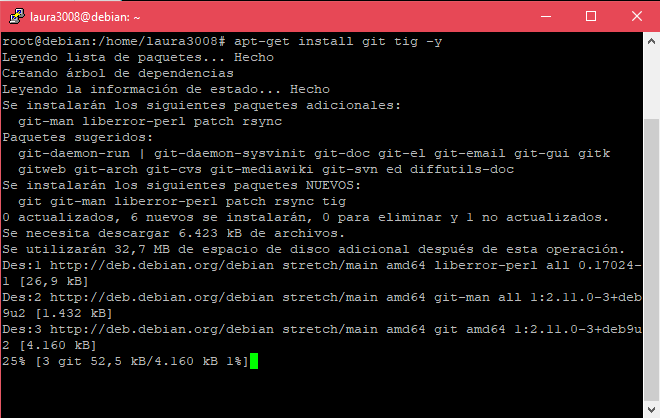 laura3008@debian: ~
root@debian:/home/laura3008# apt-get install git tig -y
Leyendo lista de paquetes... Hecho
Creando árbol de dependencias
Leyendo la información de estado... Hecho
Se instalarán los siguientes paquetes adicionales:
  git-man liberror-perl patch rsync
Paquetes sugeridos:
  git-daemon-run | git-daemon-sysvinit git-doc git-el git-email git-gui gitk
  gitweb git-arch git-cvs git-mediawiki git-svn ed diffutils-doc
Se instalarán los siguientes paquetes NUEVOS:
  git git-man liberror-perl patch rsync tig
0 actualizados, 6 nuevos se instalarán, 0 para eliminar y 1 no actualizados.
Se necesita descargar 6.423 kB de archivos.
Se utilizarán 32,7 MB de espacio de disco adicional después de esta operación.
Des:1 http://deb.debian.org/debian stretch/main amd64 liberror-perl all 0.17024-
1 [26,9 kB]
Des:2 http://deb.debian.org/debian stretch/main amd64 git-man all 1:2.11.0-3+deb
9u2 [1.432 kB]
Des:3 http://deb.debian.org/debian stretch/main amd64 git amd64 1:2.11.0-3+deb9u
2 [4.160 kB]
25% [3 git 52,5 kB/4.160 kB 1%]